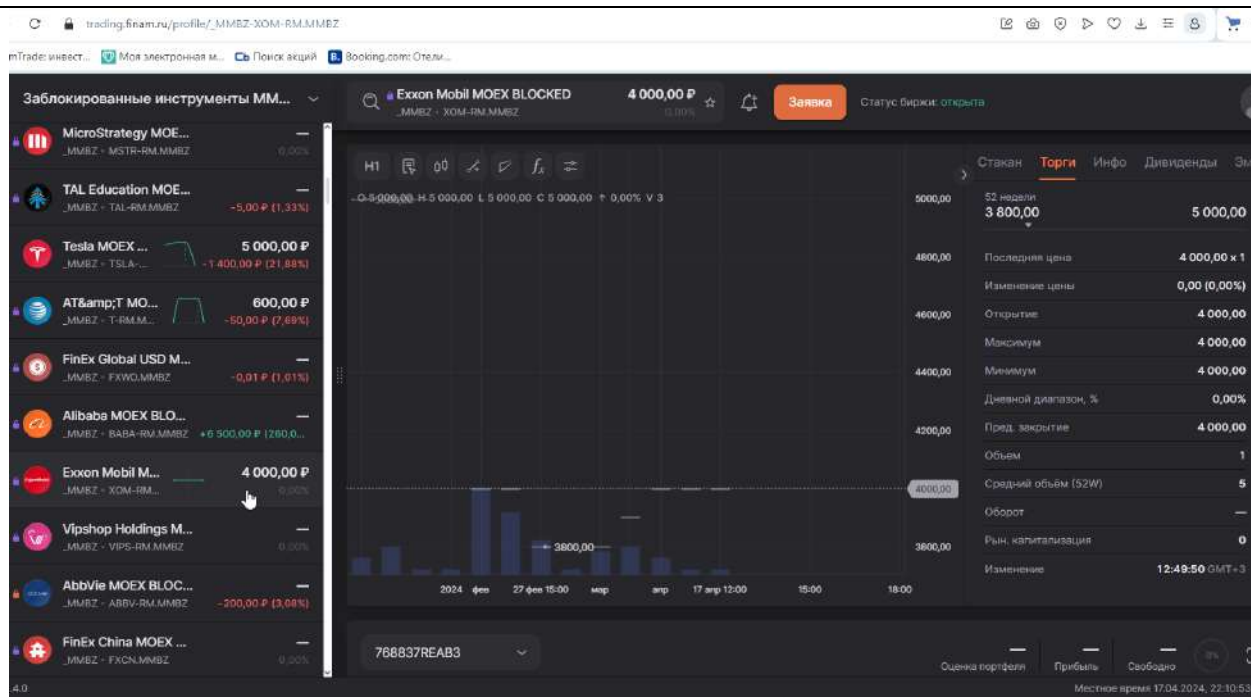 trading.finam.ru/profile/_MMBZ-XOM-RM.MMBZ
mTrade: инвест...
Моя электронная м...
Поиск акций
Booking.com: Отели...
Заблокированные инструменты MM...
MicroStrategy MOE...
—
_MMBZ - MSTR-RM.MMBZ
0,00%
TAL Education MOE...
—
_MMBZ - TAL-RM.MMBZ
-5,00 ₽ (1,33%)
Tesla MOEX ...
5 000,00 ₽
_MMBZ - TSLA-...
-1 400,00 ₽ (21,88%)
AT&amp;T MO...
600,00 ₽
_MMBZ - T-RM.M...
-50,00 ₽ (7,69%)
FinEx Global USD M...
—
_MMBZ - FXWO.MMBZ
-0,01 ₽ (1,01%)
Alibaba MOEX BLO...
—
_MMBZ - BABA-RM.MMBZ
+6 500,00 ₽ (260,0...
Exxon Mobil M...
4 000,00 ₽
_MMBZ - XOM-RM...
0,00%
Vipshop Holdings M...
—
_MMBZ - VIPS-RM.MMBZ
0,00%
AbbVie MOEX BLOC...
—
_MMBZ - ABBV-RM.MMBZ
-200,00 ₽ (3,08%)
FinEx China MOEX ...
—
_MMBZ - FXCN.MMBZ
0,00%
.4.0
Exxon Mobil MOEX BLOCKED
4 000,00 ₽
_MMBZ - XOM-RM.MMBZ
0,00%
Заявка
Статус биржи: открыта
H1
O 5 000,00 H 5 000,00 L 5 000,00 C 5 000,00 ↑ 0,00% V 3
5000,00
4800,00
4600,00
4400,00
4200,00
4000,00
3800,00
3800,00
2024 фев 27 фев 15:00 мар апр 17 апр 12:00 15:00 18:00
Стакан Торги Инфо Дивиденды Эм
52 недели
3 800,00
5 000,00
Последняя цена
4 000,00 x 1
Изменение цены
0,00 (0,00%)
Открытие
4 000,00
Максимум
4 000,00
Минимум
4 000,00
Дневной диапазон, %
0,00%
Пред. закрытие
4 000,00
Объем
1
Средний объём (52W)
5
Оборот
—
Рын. капитализация
0
Изменение
12:49:50 GMT+3
768837REAB3
—
Оценка портфеля
—
Прибыль
—
Свободно
0%
Местное время 17.04.2024, 22:10:53